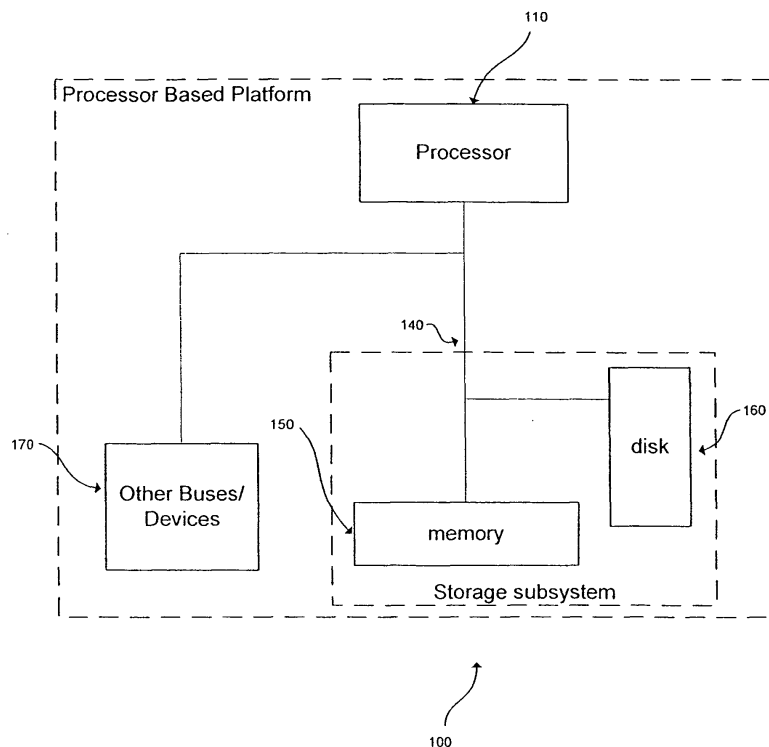 110
Processor Based Platform
Processor
140
150
160
disk
170
Other Buses/
Devices
memory
Storage subsystem
100